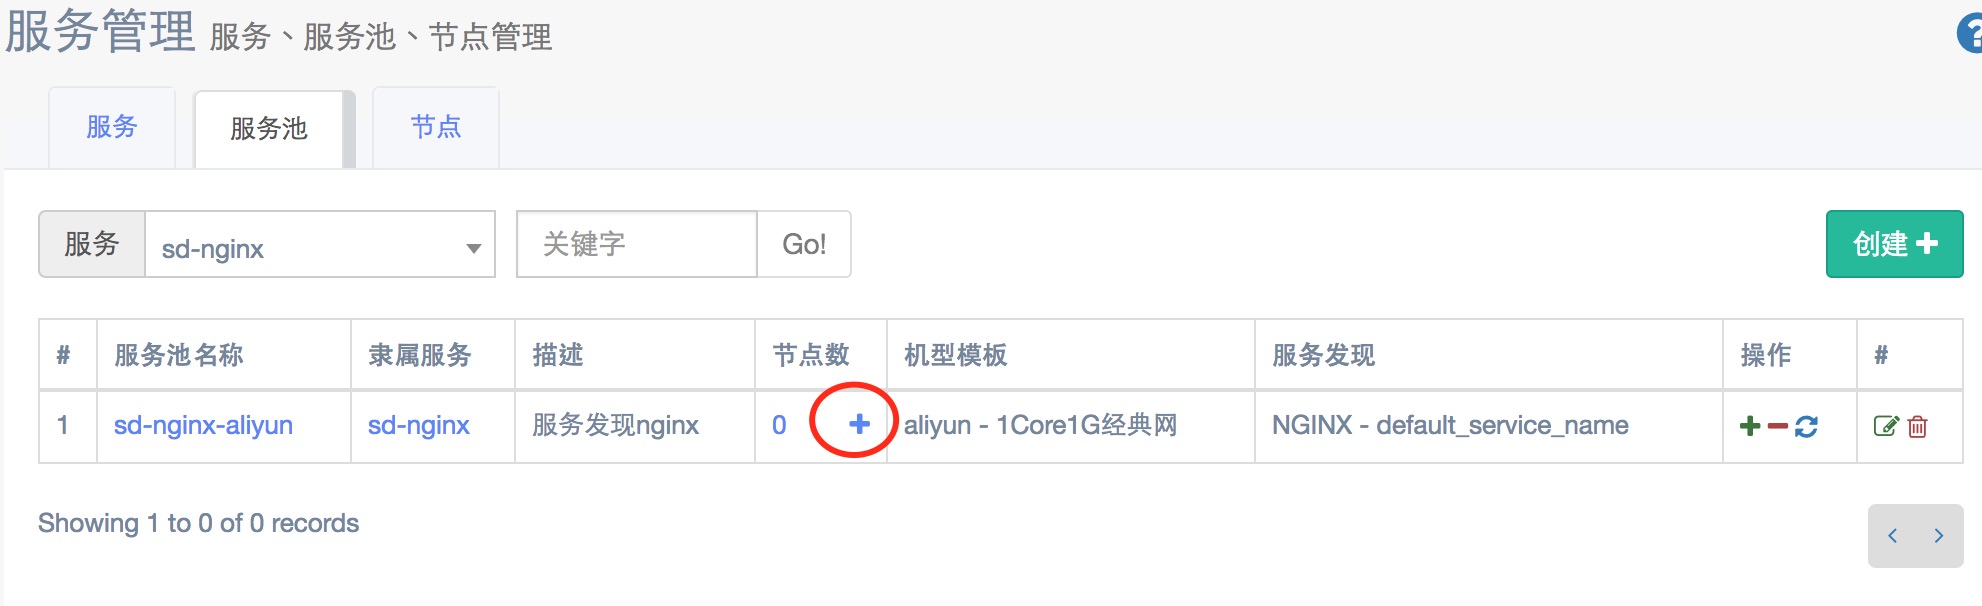 服务管理 服务、服务池、节点管理
服务 服务池 节点
服务 sd-nginx 关键字 Go! 创建
# 服务池名称 隶属服务 描述 节点数 机型模板 服务发现 操作 #
1 sd-nginx-aliyun sd-nginx 服务发现nginx 0 aliyun - 1Core1G经典网 NGINX - default_service_name
Showing 1 to 0 of 0 records